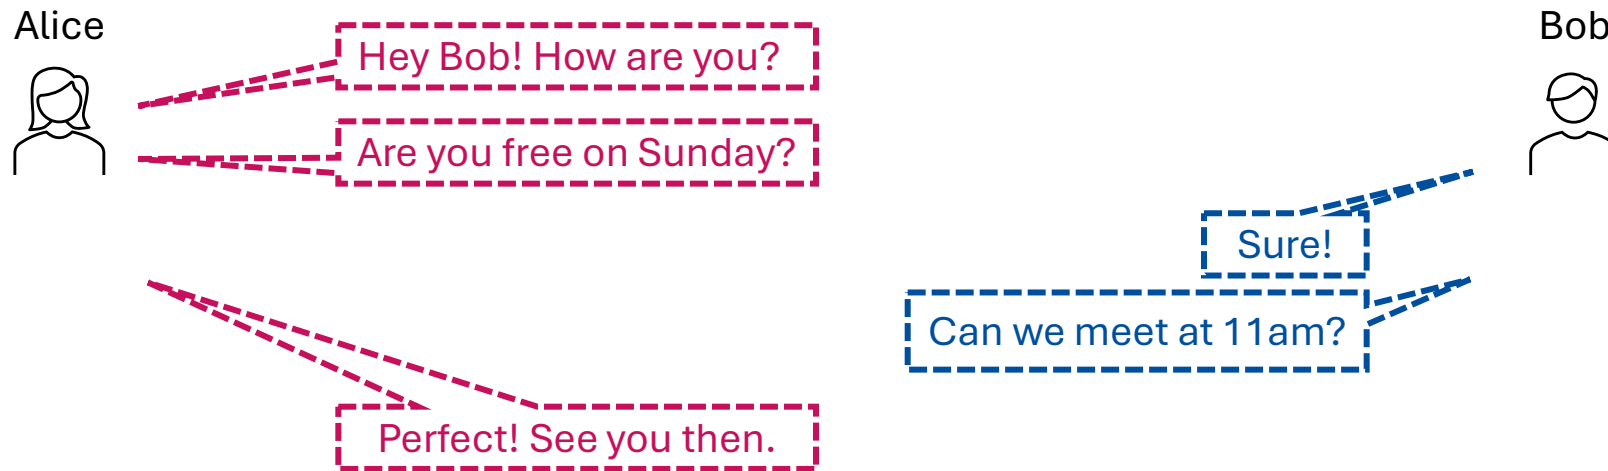 Alice
Bob
Hey Bob! How are you?
Are you free on Sunday?
Sure!
Can we meet at 11am?
Perfect! See you then.